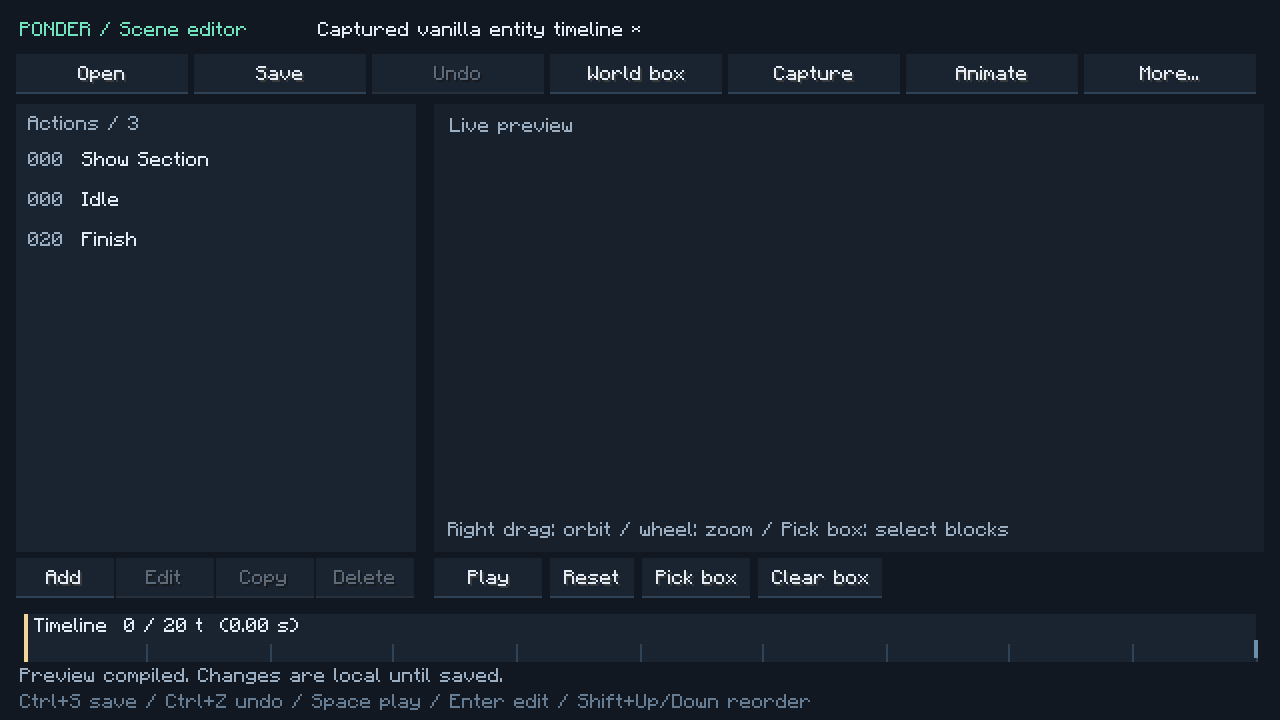 PONDER / Scene editor
Captured vanilla entity timeline *
Open Save Undo World box Capture Animate More...
Actions / 3
000 Show Section
000 Idle
020 Finish
Live preview
Right drag: orbit / wheel: zoom / Pick box: select blocks
Add Edit Copy Delete Play Reset Pick box Clear box
Timeline 0 / 20 t (0.00 s)
Preview compiled. Changes are local until saved.
Ctrl+S save / Ctrl+Z undo / Space play / Enter edit / Shift+Up/Down reorder